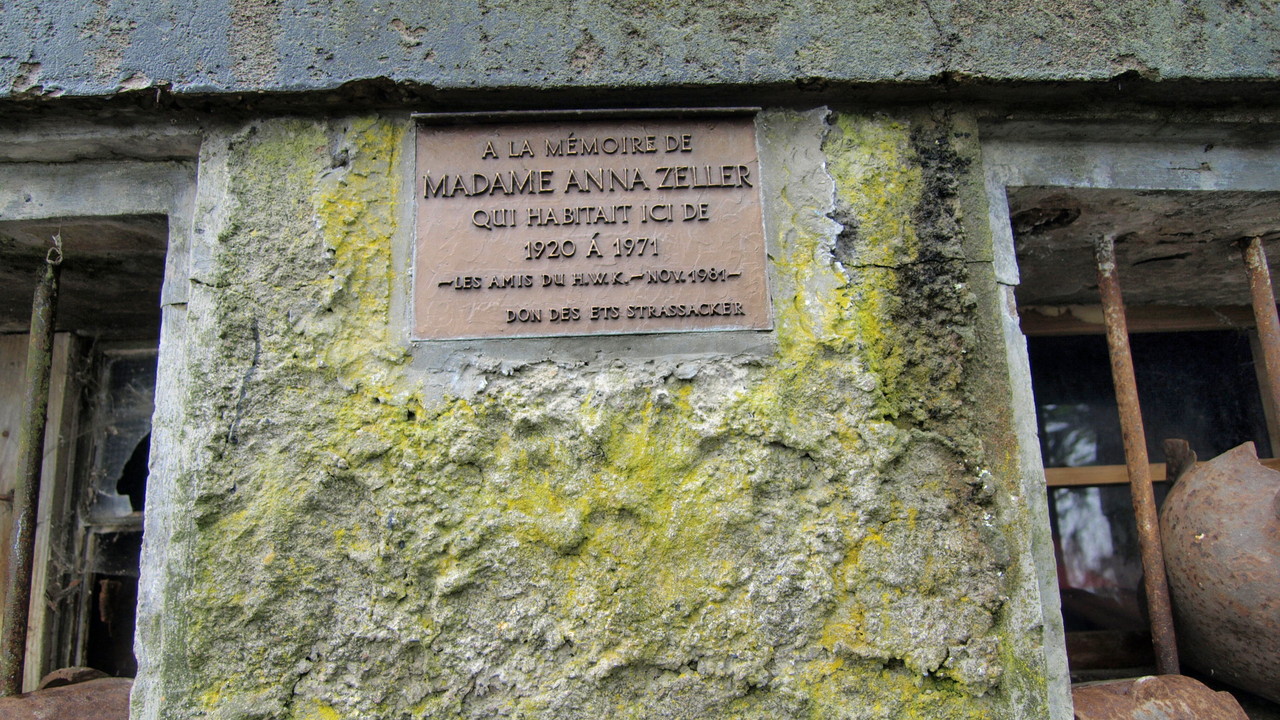 A LA MÉMOIRE DE
MADAME ANNA ZELLER
QUI HABITAIT ICI DE
1920 Á 1971
—LES AMIS DU H.W.K.—NOV.1981—
DON DES ETS STRASSACKER